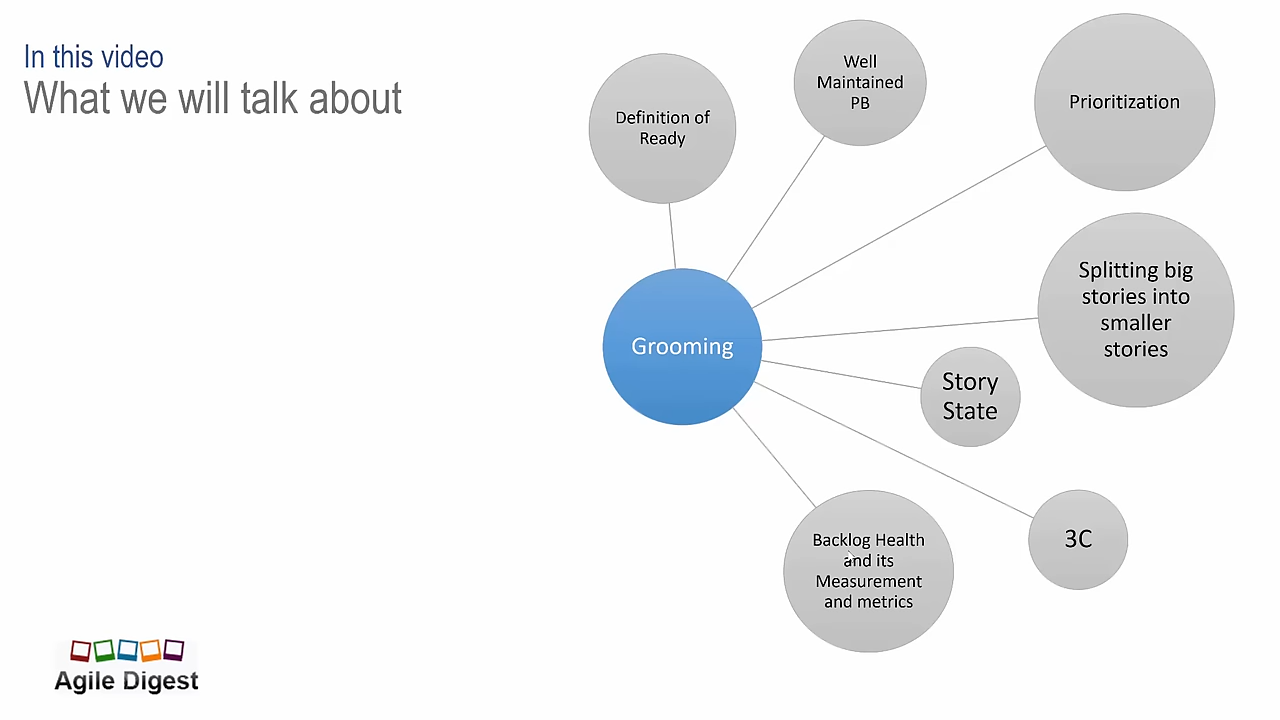 In this video
What we will talk about
Definition of
Ready
Well
Maintained
PB
Prioritization
Splitting big
stories into
smaller
stories
Grooming
Story
State
3C
Backlog Health
and its
Measurement
and metrics
Agile Digest